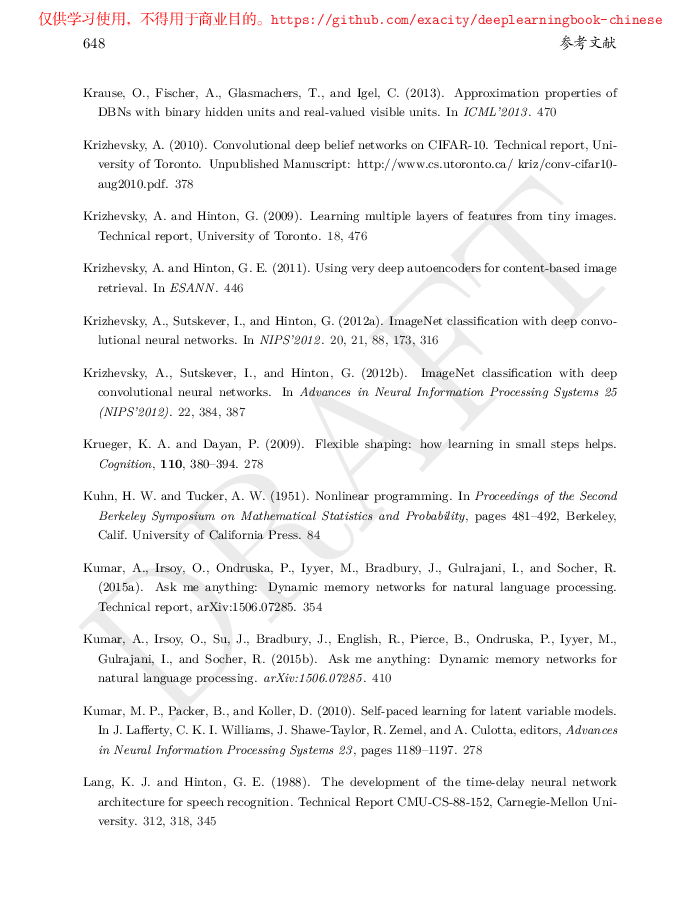 仅供学习使用，不得用于商业目的。https://github.com/exacity/deeplearningbook-chinese
648 参考文献
Krause, O., Fischer, A., Glasmachers, T., and Igel, C. (2013). Approximation properties of
DBNs with binary hidden units and real-valued visible units. In ICML'2013. 470
Krizhevsky, A. (2010). Convolutional deep belief networks on CIFAR-10. Technical report, Uni-
versity of Toronto. Unpublished Manuscript: http://www.cs.utoronto.ca/ kriz/conv-cifar10-
aug2010.pdf. 378
Krizhevsky, A. and Hinton, G. (2009). Learning multiple layers of features from tiny images.
Technical report, University of Toronto. 18, 476
Krizhevsky, A. and Hinton, G. E. (2011). Using very deep autoencoders for content-based image
retrieval. In ESANN. 446
Krizhevsky, A., Sutskever, I., and Hinton, G. (2012a). ImageNet classification with deep convo-
lutional neural networks. In NIPS'2012. 20, 21, 88, 173, 316
Krizhevsky, A., Sutskever, I., and Hinton, G. (2012b). ImageNet classification with deep
convolutional neural networks. In Advances in Neural Information Processing Systems 25
(NIPS'2012). 22, 384, 387
Krueger, K. A. and Dayan, P. (2009). Flexible shaping: how learning in small steps helps.
Cognition, 110, 380–394. 278
Kuhn, H. W. and Tucker, A. W. (1951). Nonlinear programming. In Proceedings of the Second
Berkeley Symposium on Mathematical Statistics and Probability, pages 481–492, Berkeley,
Calif. University of California Press. 84
Kumar, A., Irsoy, O., Ondruska, P., Iyyer, M., Bradbury, J., Gulrajani, I., and Socher, R.
(2015a). Ask me anything: Dynamic memory networks for natural language processing.
Technical report, arXiv:1506.07285. 354
Kumar, A., Irsoy, O., Su, J., Bradbury, J., English, R., Pierce, B., Ondruska, P., Iyyer, M.,
Gulrajani, I., and Socher, R. (2015b). Ask me anything: Dynamic memory networks for
natural language processing. arXiv:1506.07285. 410
Kumar, M. P., Packer, B., and Koller, D. (2010). Self-paced learning for latent variable models.
In J. Lafferty, C. K. I. Williams, J. Shawe-Taylor, R. Zemel, and A. Culotta, editors, Advances
in Neural Information Processing Systems 23, pages 1189–1197. 278
Lang, K. J. and Hinton, G. E. (1988). The development of the time-delay neural network
architecture for speech recognition. Technical Report CMU-CS-88-152, Carnegie-Mellon Uni-
versity. 312, 318, 345
DRAFT